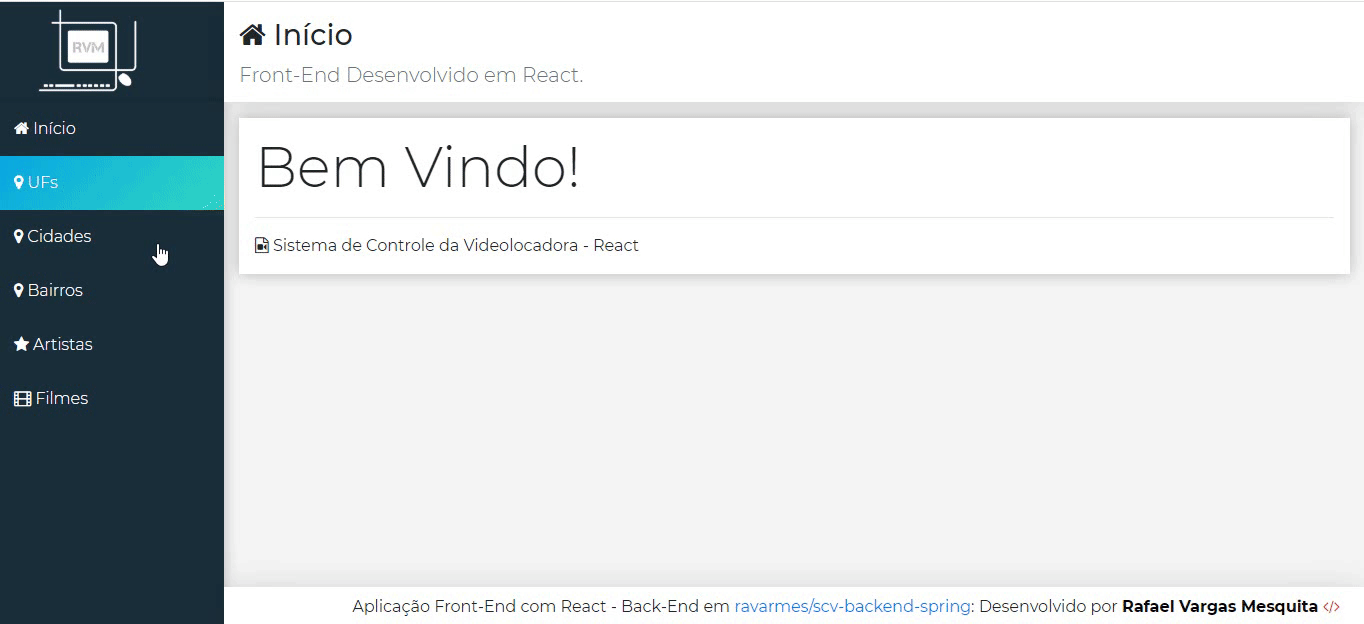 RVM
Início
UFs
Cidades
Bairros
Artistas
Filmes
Início
Front-End Desenvolvido em React.
Bem Vindo!
Sistema de Controle da Videolocadora - React
Aplicação Front-End com React - Back-End em ravarmes/scv-backend-spring: Desenvolvido por Rafael Vargas Mesquita </>